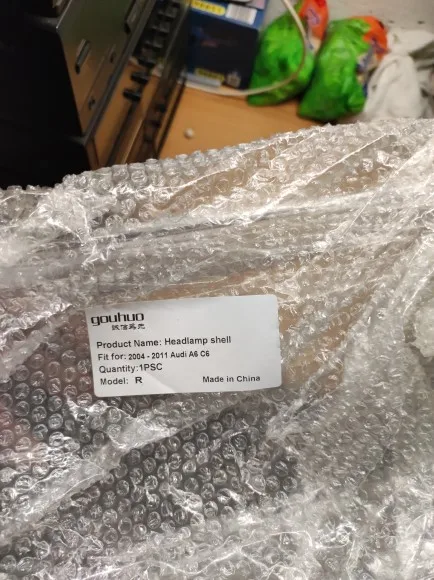 gouhuo
Product Name: Headlamp shell
Fit for: 2004 - 2011 Audi A6 C6
Quantity:1PSC
Model: R Made in China